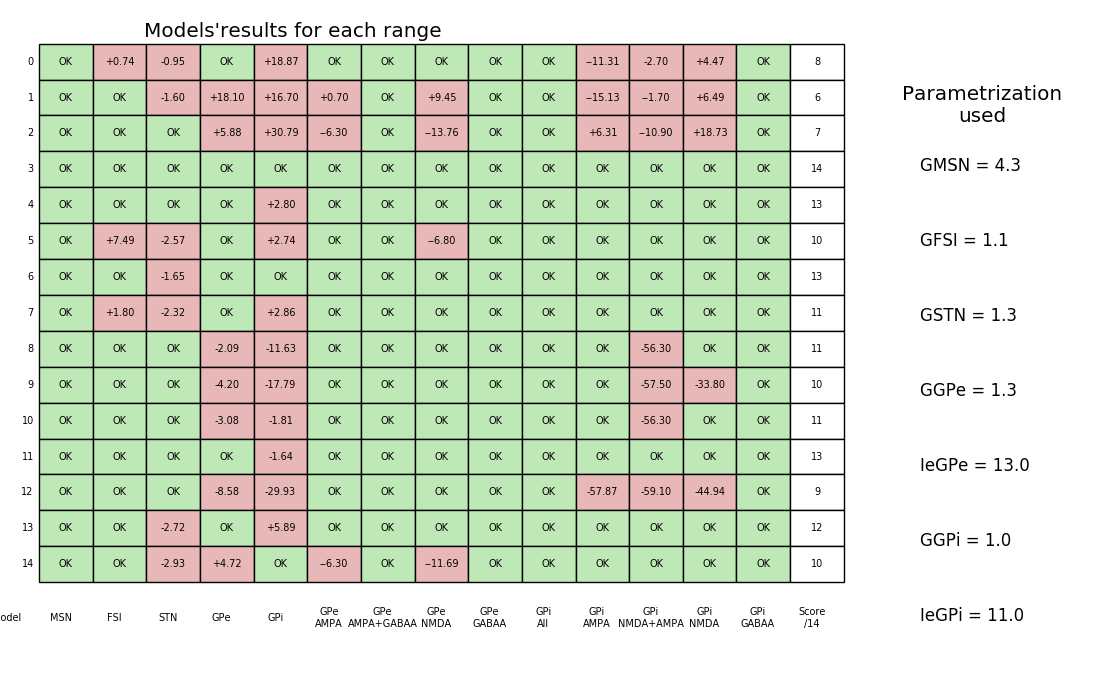 Models'results for each range
0 OK +0.74 -0.95 OK +18.87 OK OK OK OK OK --11.31 -2.70 +4.47 OK 8
1 OK OK -1.60 +18.10 +16.70 +0.70 OK +9.45 OK OK --15.13 --1.70 +6.49 OK 6
2 OK OK OK +5.88 +30.79 --6.30 OK --13.76 OK OK +6.31 --10.90 +18.73 OK 7
3 OK OK OK OK OK OK OK OK OK OK OK OK OK OK 14
4 OK OK OK OK +2.80 OK OK OK OK OK OK OK OK OK 13
5 OK +7.49 -2.57 OK +2.74 OK OK --6.80 OK OK OK OK OK OK 10
6 OK OK -1.65 OK OK OK OK OK OK OK OK OK OK OK 13
7 OK +1.80 -2.32 OK +2.86 OK OK OK OK OK OK OK OK OK 11
8 OK OK OK -2.09 -11.63 OK OK OK OK OK OK -56.30 OK OK 11
9 OK OK OK -4.20 -17.79 OK OK OK OK OK OK -57.50 -33.80 OK 10
10 OK OK OK -3.08 -1.81 OK OK OK OK OK OK -56.30 OK OK 11
11 OK OK OK OK -1.64 OK OK OK OK OK OK OK OK OK 13
12 OK OK OK -8.58 -29.93 OK OK OK OK OK -57.87 -59.10 -44.94 OK 9
13 OK OK -2.72 OK +5.89 OK OK OK OK OK OK OK OK OK 12
14 OK OK -2.93 +4.72 OK --6.30 OK --11.69 OK OK OK OK OK OK 10
GPe GPe GPe GPe GPi GPi GPi GPi GPi Score
odel MSN FSI STN GPe GPi
AMPA AMPA+GABAA NMDA GABAA All AMPA NMDA+AMPA NMDA GABAA /14
Parametrization
used
GMSN = 4.3
GFSI = 1.1
GSTN = 1.3
GGPe = 1.3
IeGPe = 13.0
GGPi = 1.0
IeGPi = 11.0